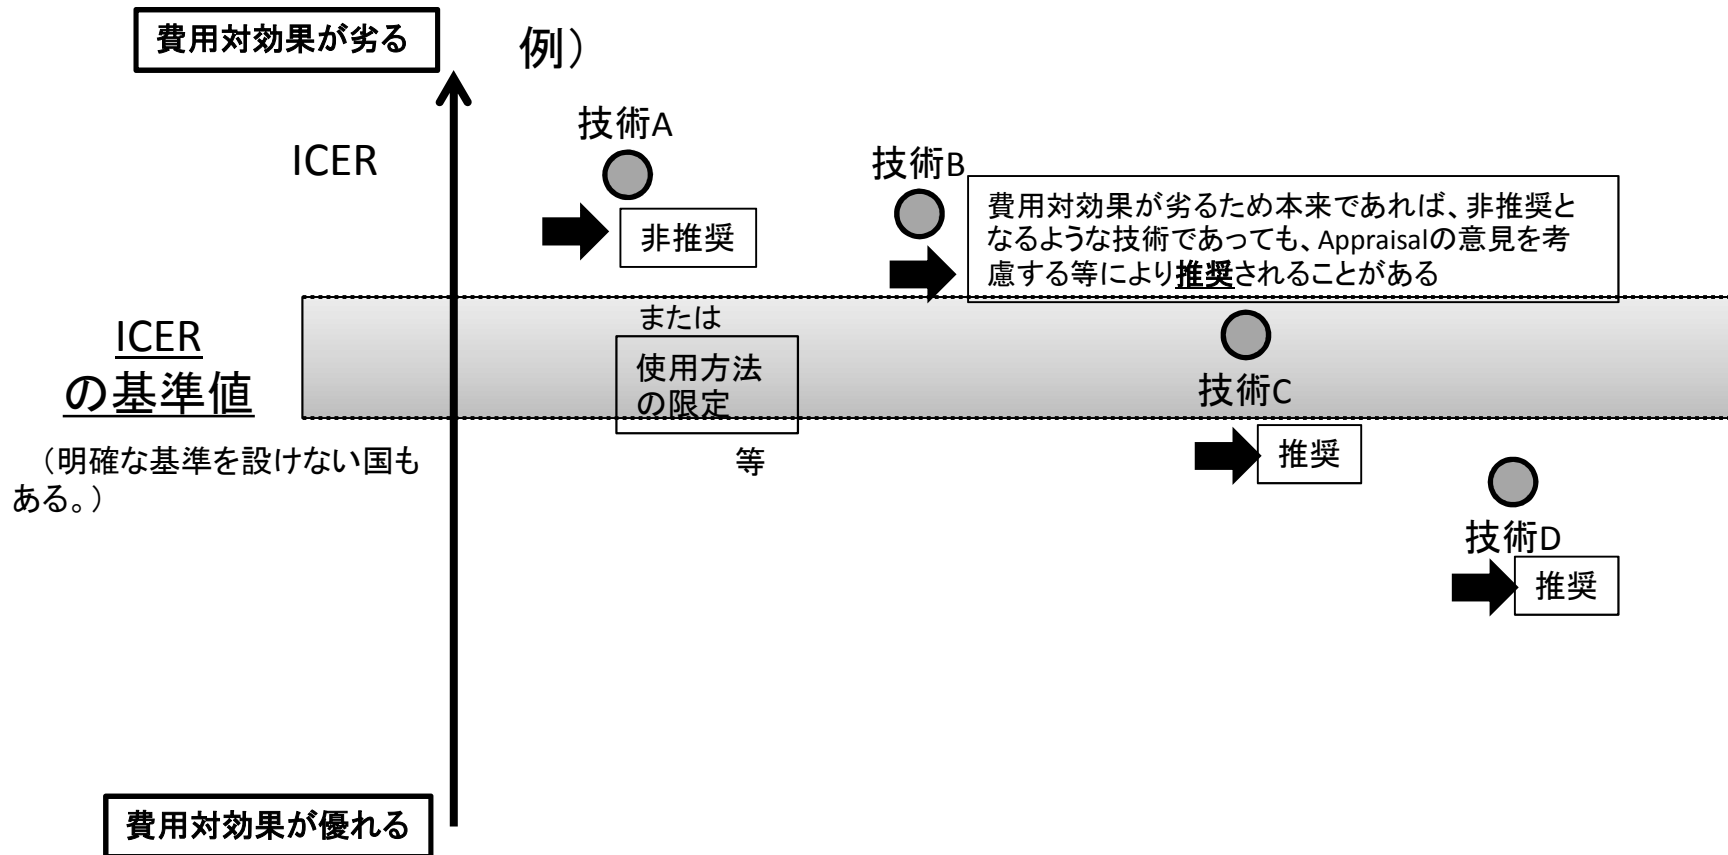 費用対効果が劣る
例）
ICER
技術A
非推奨
または
使用方法
の限定
等
技術B
費用対効果が劣るため本来であれば、非推奨と
なるような技術であっても、Appraisalの意見を考
慮する等により推奨されることがある
ICER
の基準値
（明確な基準を設けない国も
ある。）
技術C
推奨
技術D
推奨
費用対効果が優れる